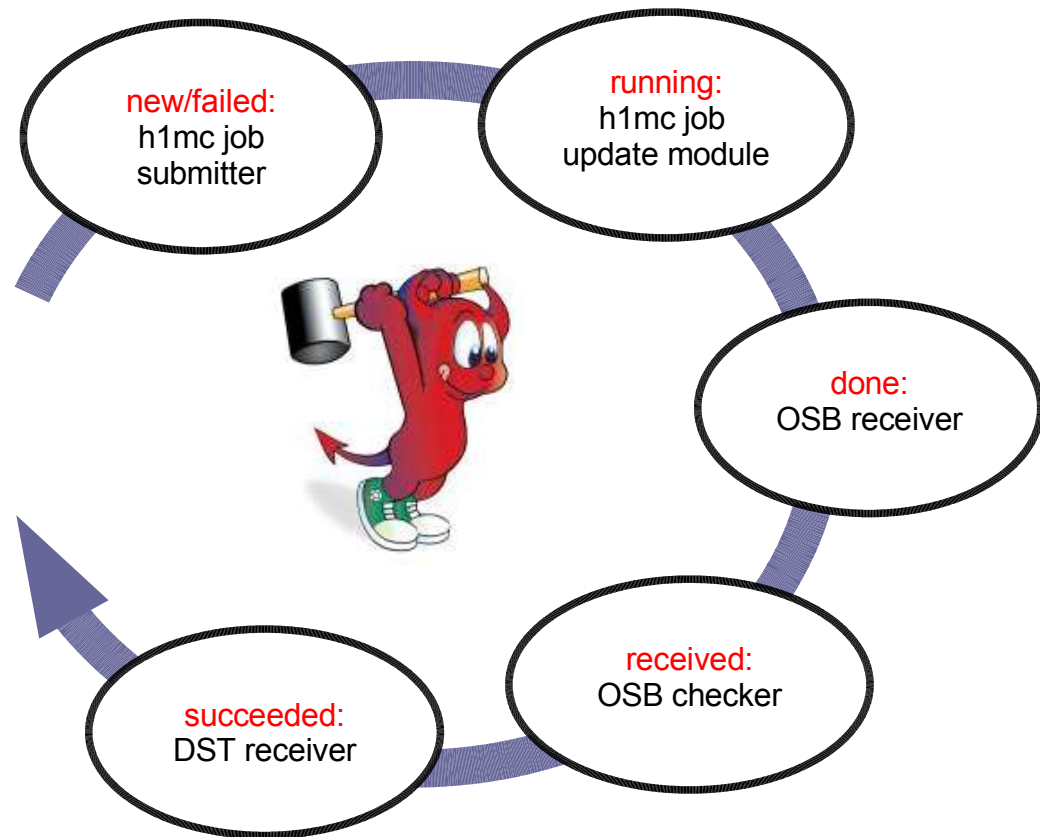 new/failed:
h1mc job
submitter
running:
h1mc job
update module
done:
OSB receiver
received:
OSB checker
succeeded:
DST receiver